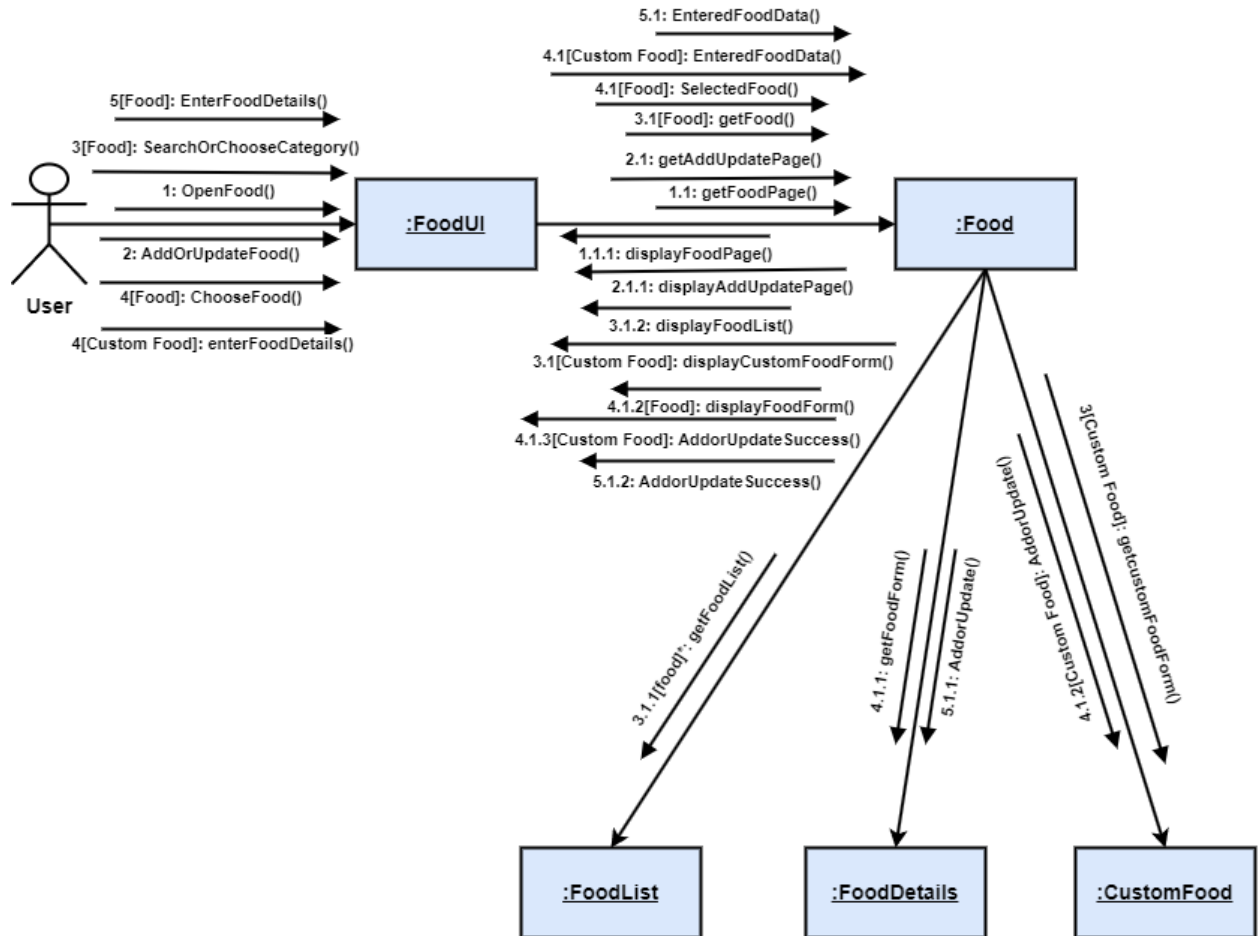 5.1: EnteredFoodData()
4.1[Custom Food]: EnteredFoodData()
4.1[Food]: SelectedFood()
3.1[Food]: getFood()
2.1: getAddUpdatePage()
1.1: getFoodPage()
5[Food]: EnterFoodDetails()
3[Food]: SearchOrChooseCategory()
1: OpenFood()
2: AddOrUpdateFood()
4[Food]: ChooseFood()
4[Custom Food]: enterFoodDetails()
User
:FoodUI
:Food
1.1.1: displayFoodPage()
2.1.1: displayAddUpdatePage()
3.1.2: displayFoodList()
3.1[Custom Food]: displayCustomFoodForm()
4.1.2[Food]: displayFoodForm()
4.1.3[Custom Food]: AddorUpdateSuccess()
5.1.2: AddorUpdateSuccess()
3.1.1[food]*: getFoodList()
4.1.1: getFoodForm()
5.1.1: AddorUpdate()
4.1.2[Custom Food]: AddorUpdate()
3[Custom Food]: getcustomFoodForm()
:FoodList
:FoodDetails
:CustomFood